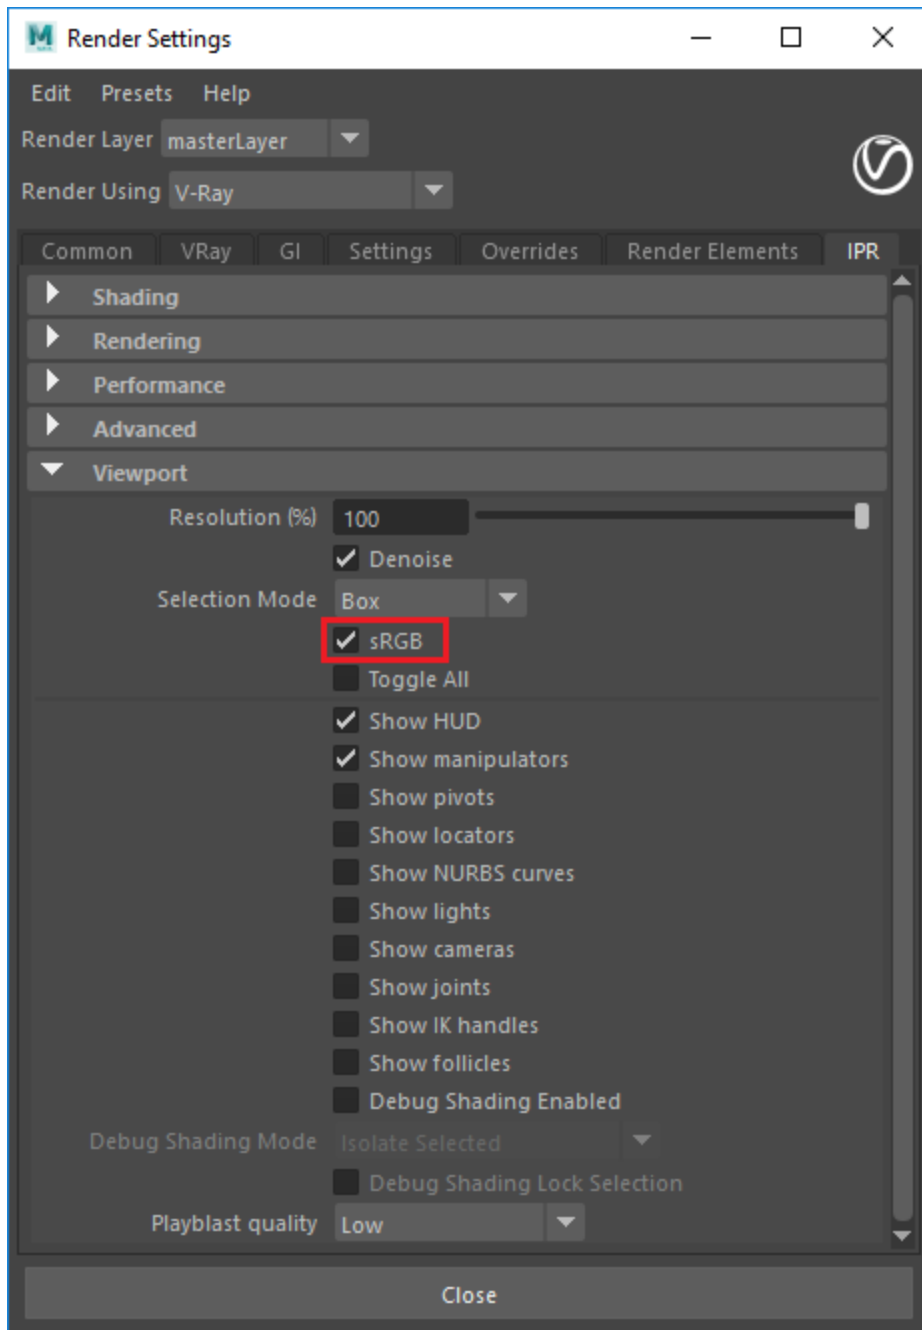 Render Settings
Edit Presets Help
Render Layer masterLayer
Render Using V-Ray
Common VRay GI Settings Overrides Render Elements IPR
Shading
Rendering
Performance
Advanced
Viewport
Resolution (%) 100
Denoise
Selection Mode Box
sRGB
Toggle All
Show HUD
Show manipulators
Show pivots
Show locators
Show NURBS curves
Show lights
Show cameras
Show joints
Show IK handles
Show follicles
Debug Shading Enabled
Debug Shading Mode Isolate Selected
Debug Shading Lock Selection
Playblast quality Low
Close